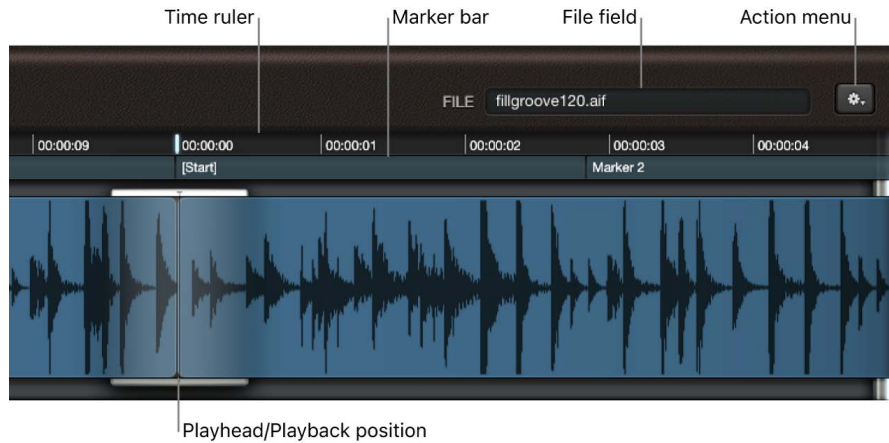 Time ruler Marker bar File field Action menu
FILE fillgroove120.aif
00:00:09 00:00:00 00:00:01 00:00:02 00:00:03 00:00:04
[Start] Marker 2
Playhead/Playback position